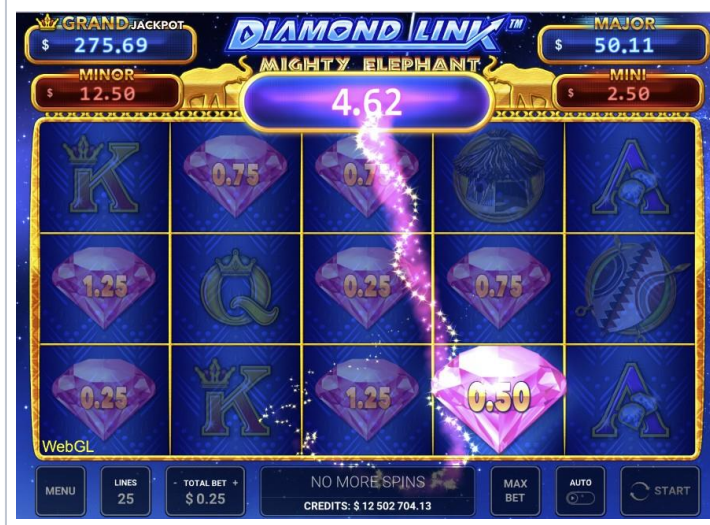 GRAND JACKPOT
$ 275.69
DIAMOND LINK™
MAJOR
$ 50.11
MIGHTY ELEPHANT
MINOR
$ 12.50
4.62
MINI
$ 2.50
K
0.75
0.7
A
1.25
Q
0.25
0.75
0.25
K
1.25
0.50
A
WebGL
MENU
LINES
25
- TOTAL BET +
$ 0.25
NO MORE SPINS
CREDITS: $ 12 502 704.13
MAX
BET
AUTO
START